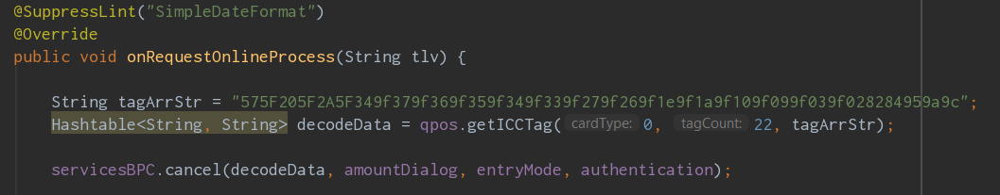 @SuppressLint("SimpleDateFormat")
@Override
public void onRequestOnlineProcess(String tlv) {
String tagArrStr = "575F205F2A5F349f379f369f359f349f339f279f269f1e9f1a9f109f099f039f028284959a9c";
Hashtable<String, String> decodeData = qpos.getICCTag( cardType: 0, tagCount: 22, tagArrStr);
servicesBPC.cancel(decodeData, amountDialog, entryMode, authentication);